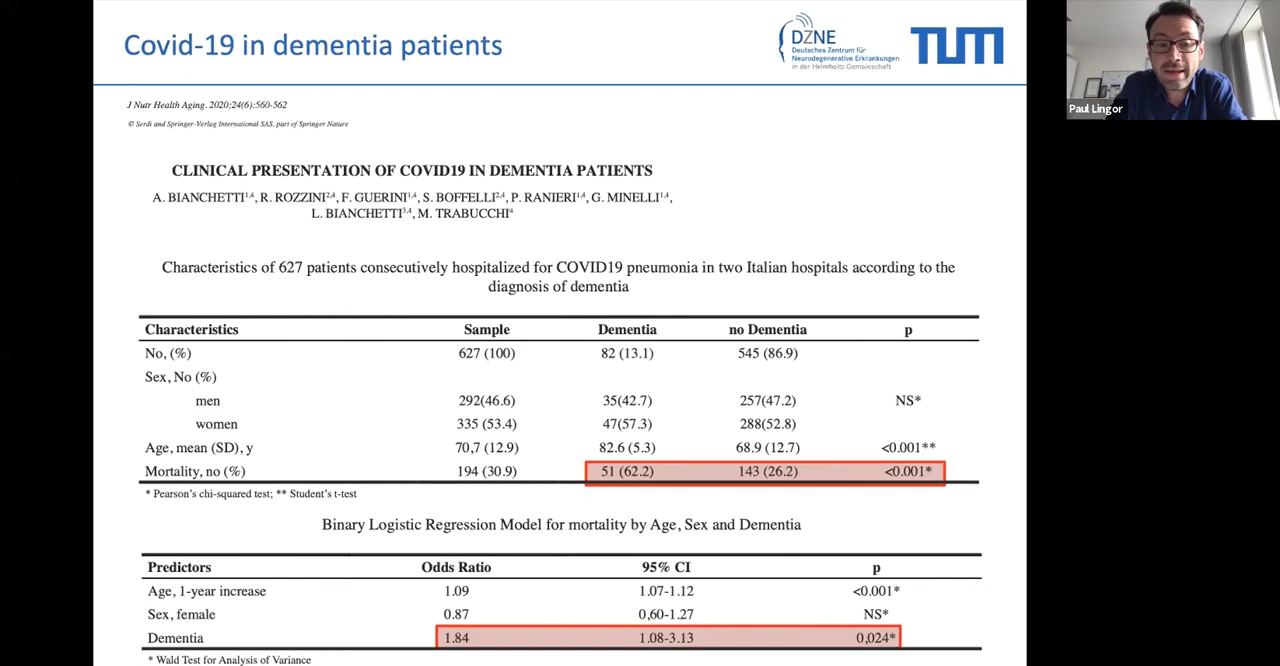 Covid-19 in dementia patients
DZNE
Deutsches Zentrum für
Neurodegenerative Erkrankungen
in der Helmholtz-Gemeinschaft
TUM
Paul Lingor
J Nutr Health Aging. 2020;24(6):560-562
© Serdi and Springer-Verlag International SAS, part of Springer Nature
CLINICAL PRESENTATION OF COVID19 IN DEMENTIA PATIENTS
A. BIANCHETTI1,4, R. ROZZINI2,4, F. GUERINI1,4, S. BOFFELLI2,4, P. RANIERI1,4, G. MINELLI1,4,
L. BIANCHETTI3,4, M. TRABUCCHI4
Characteristics of 627 patients consecutively hospitalized for COVID19 pneumonia in two Italian hospitals according to the
diagnosis of dementia
Characteristics Sample Dementia no Dementia p
No, (%) 627 (100) 82 (13.1) 545 (86.9)
Sex, No (%)
men 292(46.6) 35(42.7) 257(47.2) NS*
women 335 (53.4) 47(57.3) 288(52.8)
Age, mean (SD), y 70,7 (12.9) 82.6 (5.3) 68.9 (12.7) <0.001**
Mortality, no (%) 194 (30.9) 51 (62.2) 143 (26.2) <0.001*
* Pearson's chi-squared test; ** Student's t-test
Binary Logistic Regression Model for mortality by Age, Sex and Dementia
Predictors Odds Ratio 95% CI p
Age, 1-year increase 1.09 1.07-1.12 <0.001*
Sex, female 0.87 0,60-1.27 NS*
Dementia 1.84 1.08-3.13 0,024*
* Wald Test for Analysis of Variance